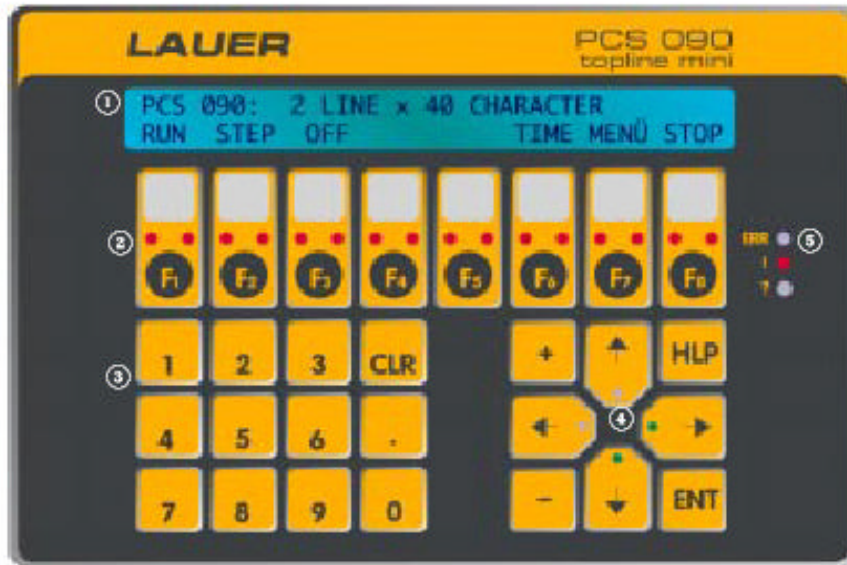 LAUER
PCS 090
topline mini
①
PCS 090: 2 LINE x 40 CHARACTER
RUN STEP OFF TIME MENÜ STOP
②
F1 F2 F3 F4 F5 F6 F7 F8
ERR ⑤
!
?
③
1 2 3 CLR + HLP
4 5 6 . ④
7 8 9 0 - ENT